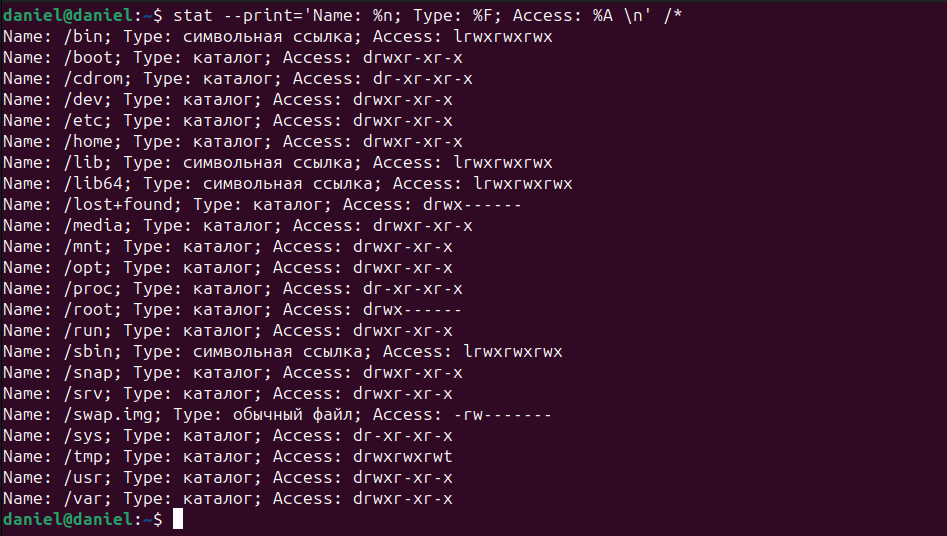 daniel@daniel:~$ stat --print='Name: %n; Type: %F; Access: %A \n' /*
Name: /bin; Type: символьная ссылка; Access: lrwxrwxrwx
Name: /boot; Type: каталог; Access: drwxr-xr-x
Name: /cdrom; Type: каталог; Access: dr-xr-xr-x
Name: /dev; Type: каталог; Access: drwxr-xr-x
Name: /etc; Type: каталог; Access: drwxr-xr-x
Name: /home; Type: каталог; Access: drwxr-xr-x
Name: /lib; Type: символьная ссылка; Access: lrwxrwxrwx
Name: /lib64; Type: символьная ссылка; Access: lrwxrwxrwx
Name: /lost+found; Type: каталог; Access: drwx------
Name: /media; Type: каталог; Access: drwxr-xr-x
Name: /mnt; Type: каталог; Access: drwxr-xr-x
Name: /opt; Type: каталог; Access: drwxr-xr-x
Name: /proc; Type: каталог; Access: dr-xr-xr-x
Name: /root; Type: каталог; Access: drwx------
Name: /run; Type: каталог; Access: drwxr-xr-x
Name: /sbin; Type: символьная ссылка; Access: lrwxrwxrwx
Name: /snap; Type: каталог; Access: drwxr-xr-x
Name: /srv; Type: каталог; Access: drwxr-xr-x
Name: /swap.img; Type: обычный файл; Access: -rw-------
Name: /sys; Type: каталог; Access: dr-xr-xr-x
Name: /tmp; Type: каталог; Access: drwxrwxrwt
Name: /usr; Type: каталог; Access: drwxr-xr-x
Name: /var; Type: каталог; Access: drwxr-xr-x
daniel@daniel:~$